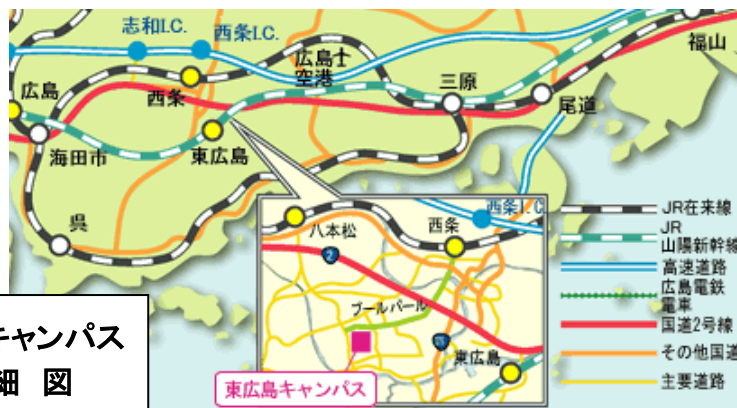 志和I.C.
西条I.C.
広島
空港
福山
広島
西条
三原
尾道
海田市
東広島
呉
西条I.C.
八本松
西条
2
ブールバール
東広島
東広島キャンパス
JR在来線
JR
山陽新幹線
高速道路
広島電鉄
電車
国道2号線
その他国道
主要道路
キャンパス
細 図